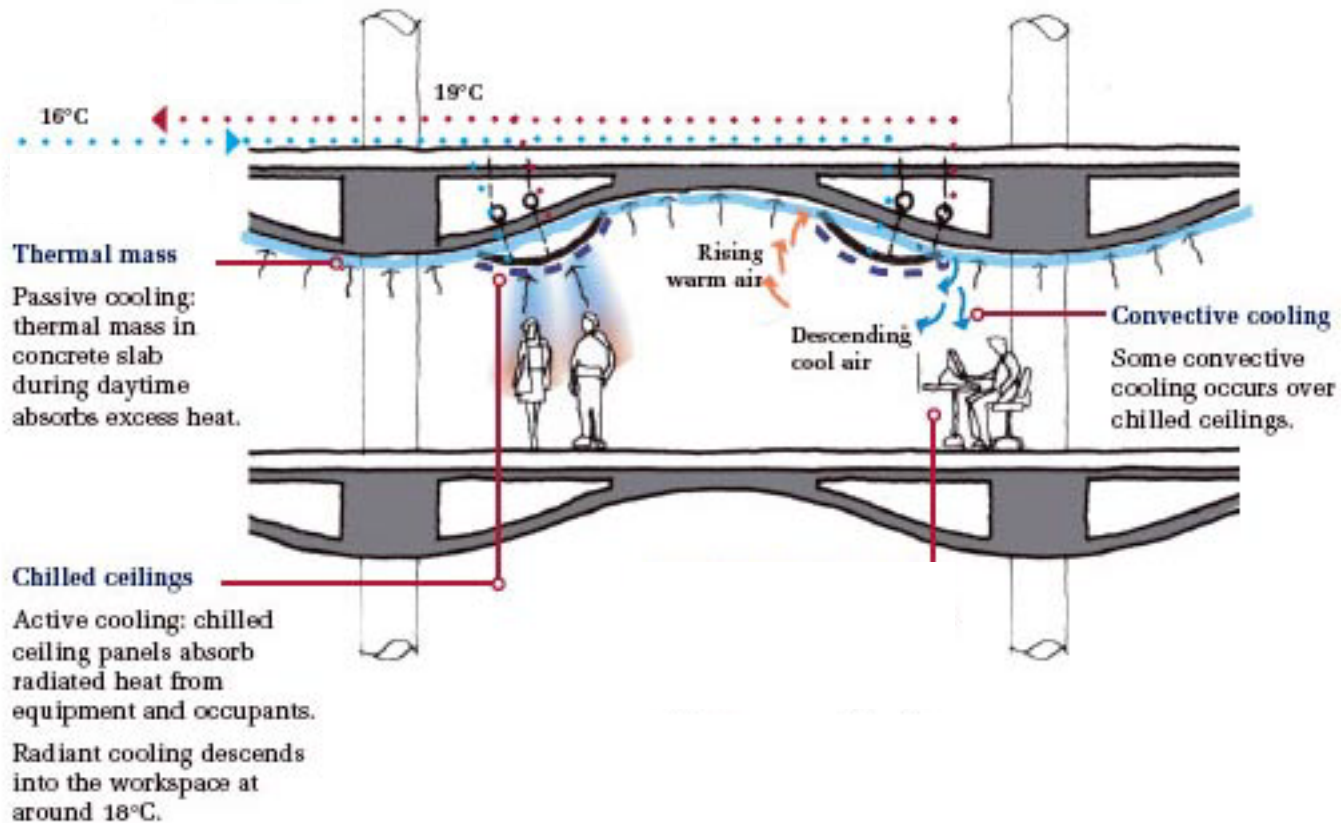 19°C
16°C
Thermal mass
Passive cooling:
thermal mass in
concrete slab
during daytime
absorbs excess heat.
Rising
warm air
Descending
cool air
Convective cooling
Some convective
cooling occurs over
chilled ceilings.
Chilled ceilings
Active cooling: chilled
ceiling panels absorb
radiated heat from
equipment and occupants.
Radiant cooling descends
into the workspace at
around 18°C.